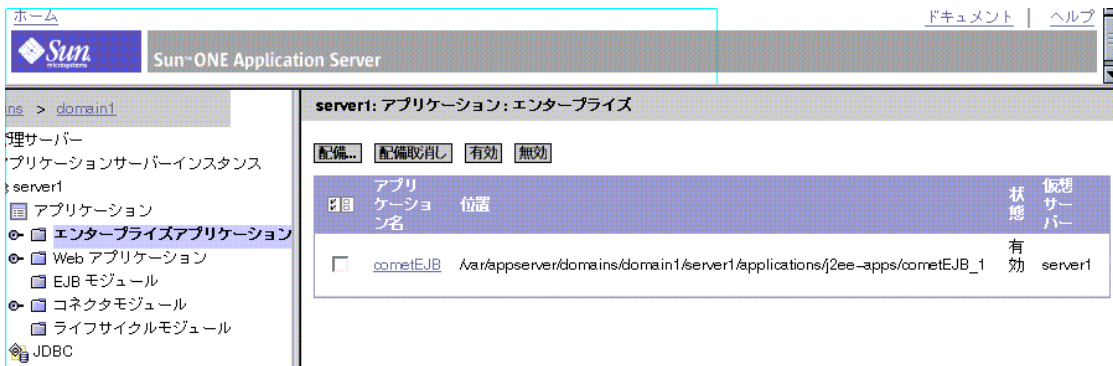 ホーム
ドキュメント | ヘルプ
Sun
microsystems
Sun ONE Application Server
ns > domain1
理サーバー
プリケーションサーバーインスタンス
server1
アプリケーション
エンタープライズアプリケーション
Web アプリケーション
EJB モジュール
コネクタモジュール
ライフサイクルモジュール
JDBC
server1: アプリケーション: エンタープライズ
配備... 配備取消し 有効 無効
アプリ
ケーショ
ン名
位置
状
態
仮想
サー
バー
cometEJB
/var/appserver/domains/domain1/server1/applications/j2ee-apps/cometEJB_1
有
効
server1